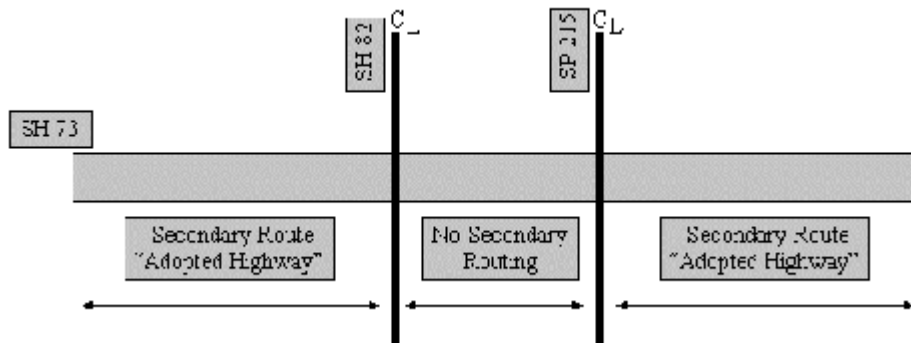 SH 82
C
L
SP 215
C
L
SH 73
Secondary Route
"Adopted Highway"
No Secondary
Routing
Secondary Route
"Adopted Highway"